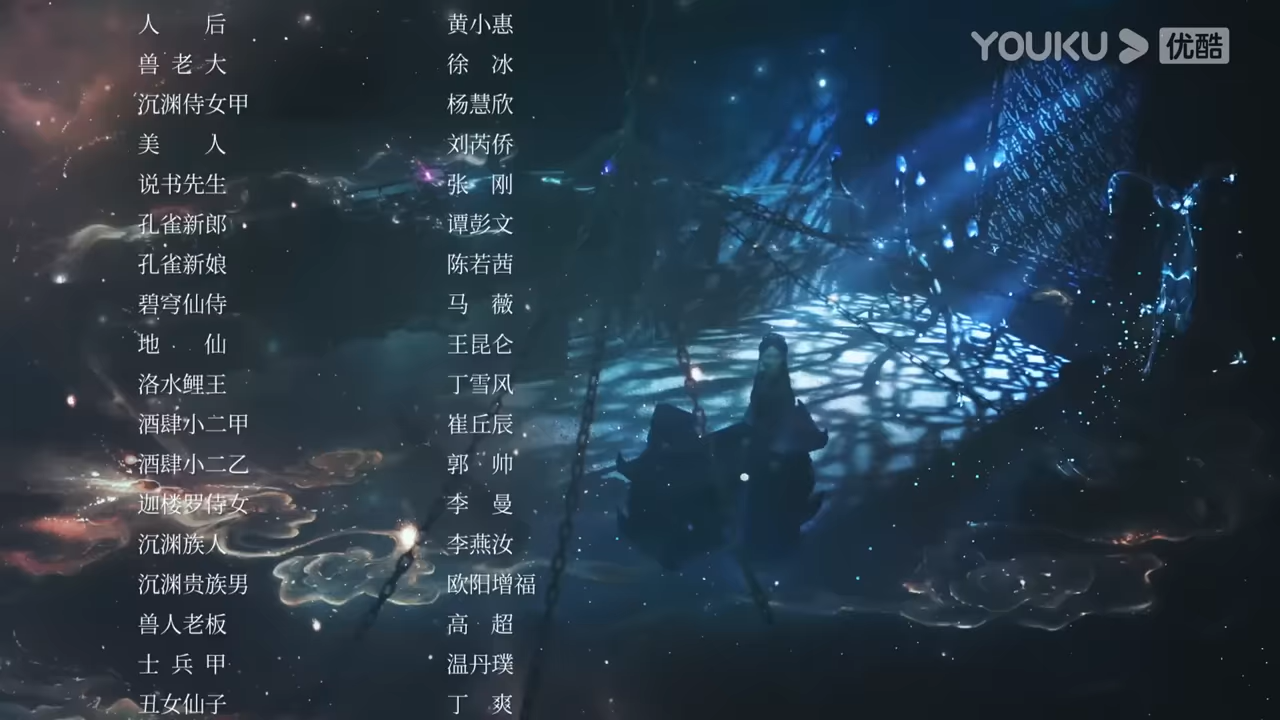 YOUKU 优酷
人后 黄小惠
兽老大 徐冰
沉渊侍女甲 杨慧欣
美人 刘芮侨
说书先生 张刚
孔雀新郎 谭彭文
孔雀新娘 陈若茜
碧穹仙侍 马薇
地仙 王昆仑
洛水鲤王 丁雪风
酒肆小二甲 崔丘辰
酒肆小二乙 郭帅
迦楼罗侍女 李曼
沉渊族人 李燕汝
沉渊贵族男 欧阳增福
兽人老板 高超
士兵甲 温丹璞
丑女仙子 丁爽